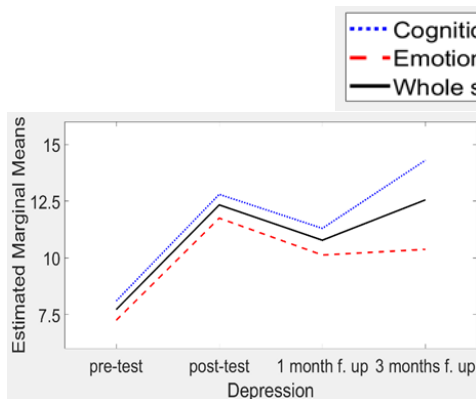 Cognitio
Emotion
Whole s
Estimated Marginal Means
15
12.5
10
7.5
pre-test post-test 1 month f. up 3 months f. up
Depression